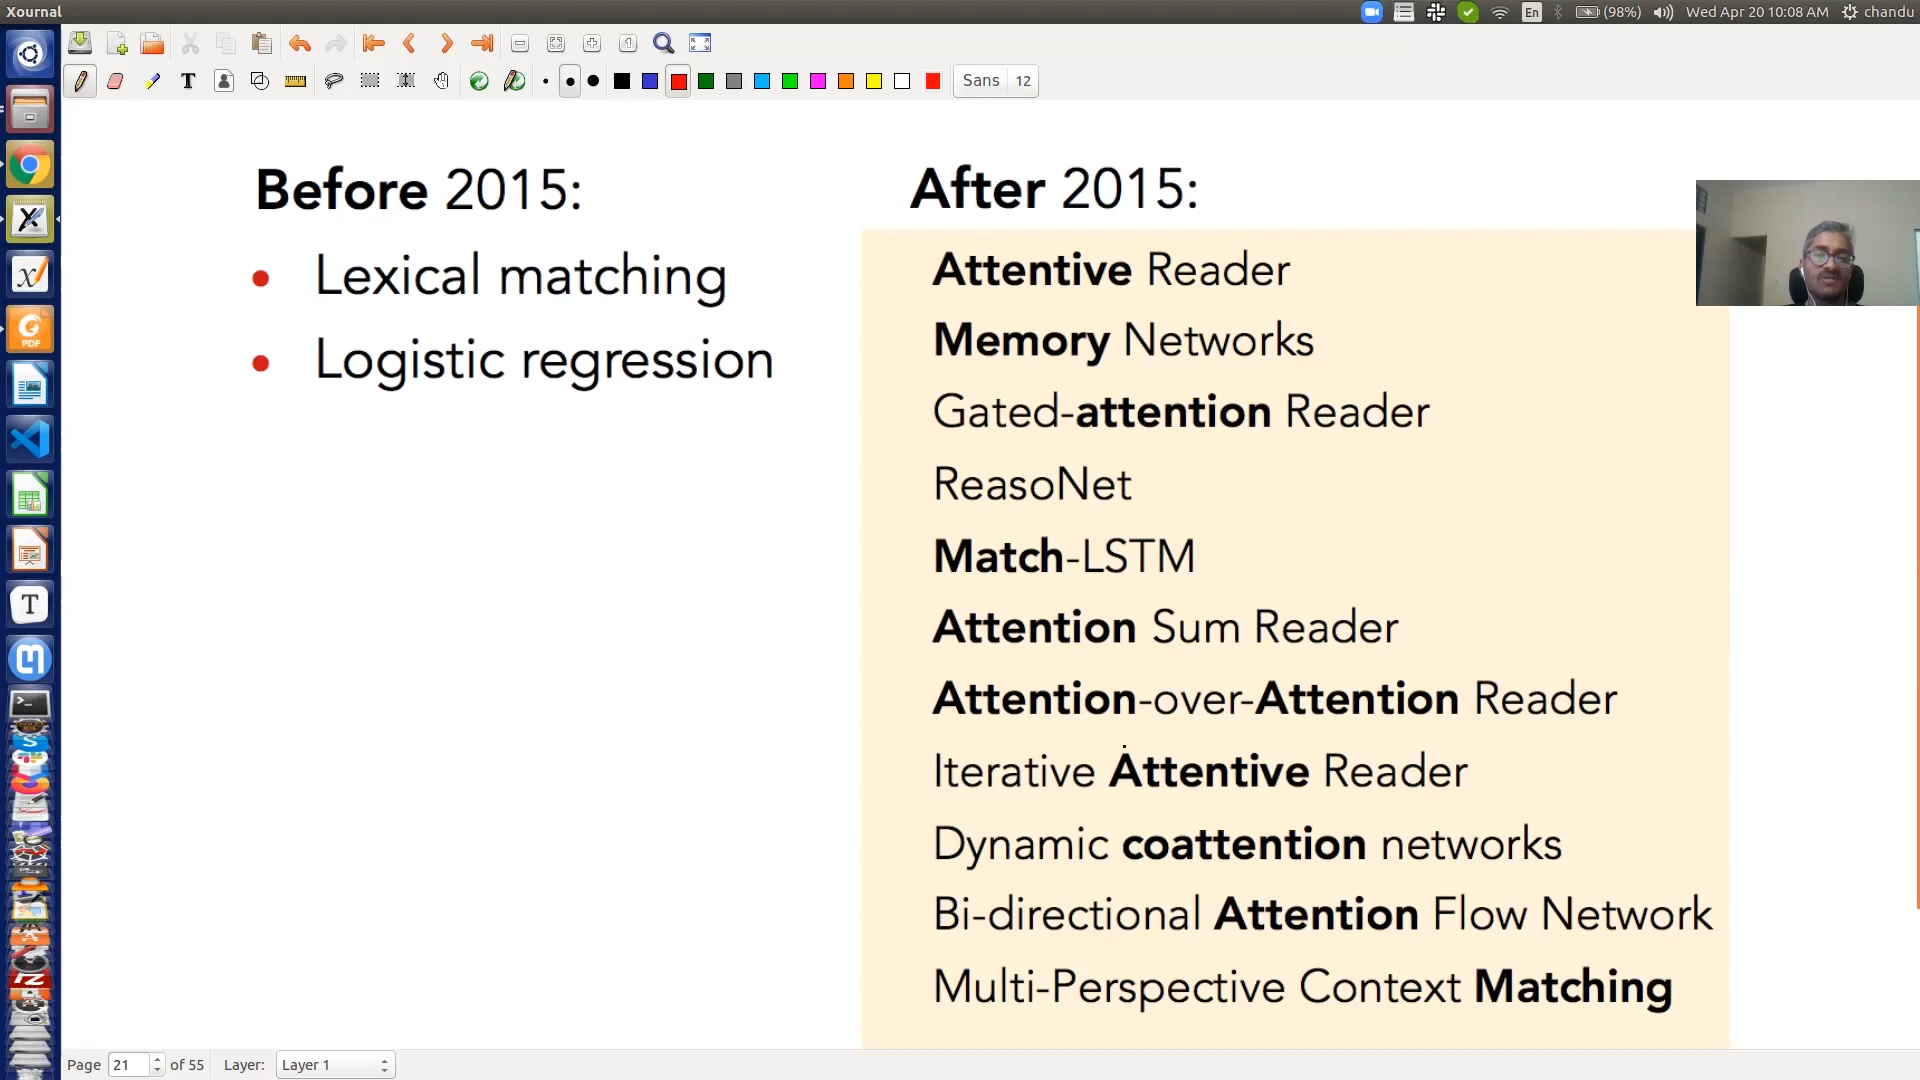 Xournal
En
(98%)
Wed Apr 20 10:08 AM
chandu
Sans 12
Before 2015:
• Lexical matching
• Logistic regression
After 2015:
Attentive Reader
Memory Networks
Gated-attention Reader
ReasoNet
Match-LSTM
Attention Sum Reader
Attention-over-Attention Reader
Iterative Attentive Reader
Dynamic coattention networks
Bi-directional Attention Flow Network
Multi-Perspective Context Matching
PDF
Page 21 of 55 Layer: Layer 1